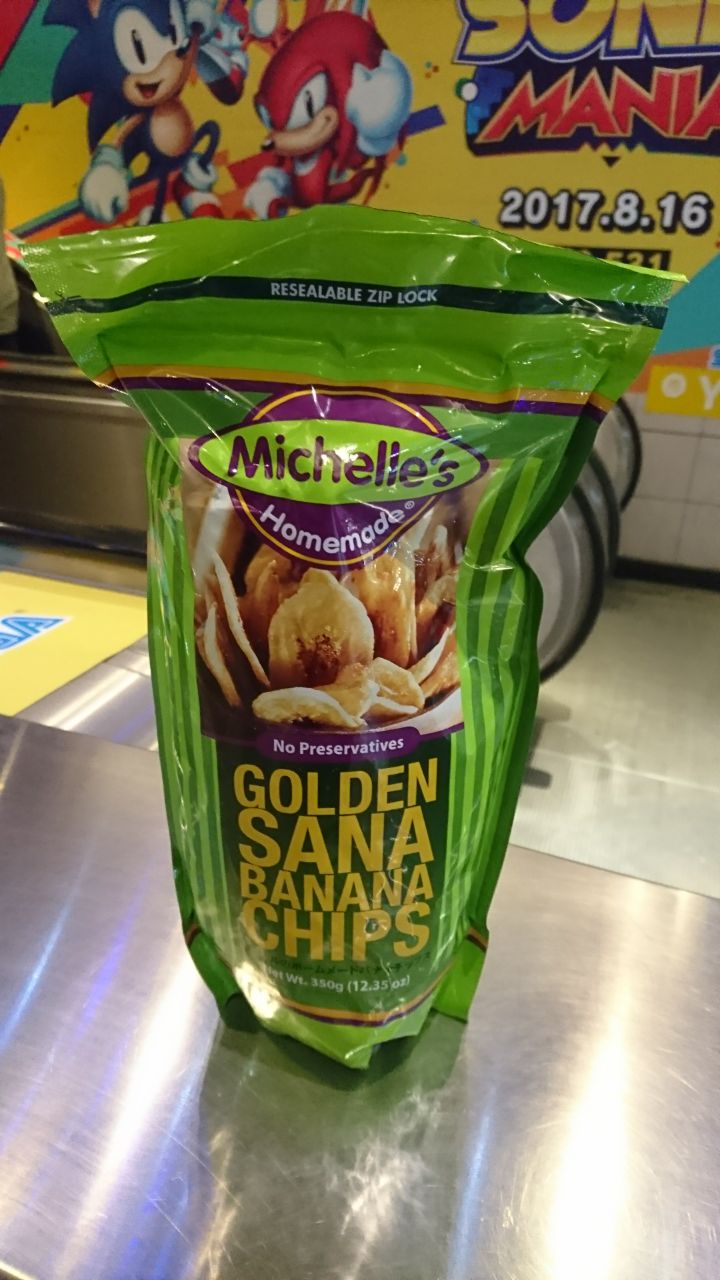 SONI
MANIA
2017.8.16
RESEALABLE ZIP LOCK
Michelle's
Homemade®
No Preservatives
GOLDEN
SANA
BANANA
CHIPS
Net Wt. 350g (12.35 oz)